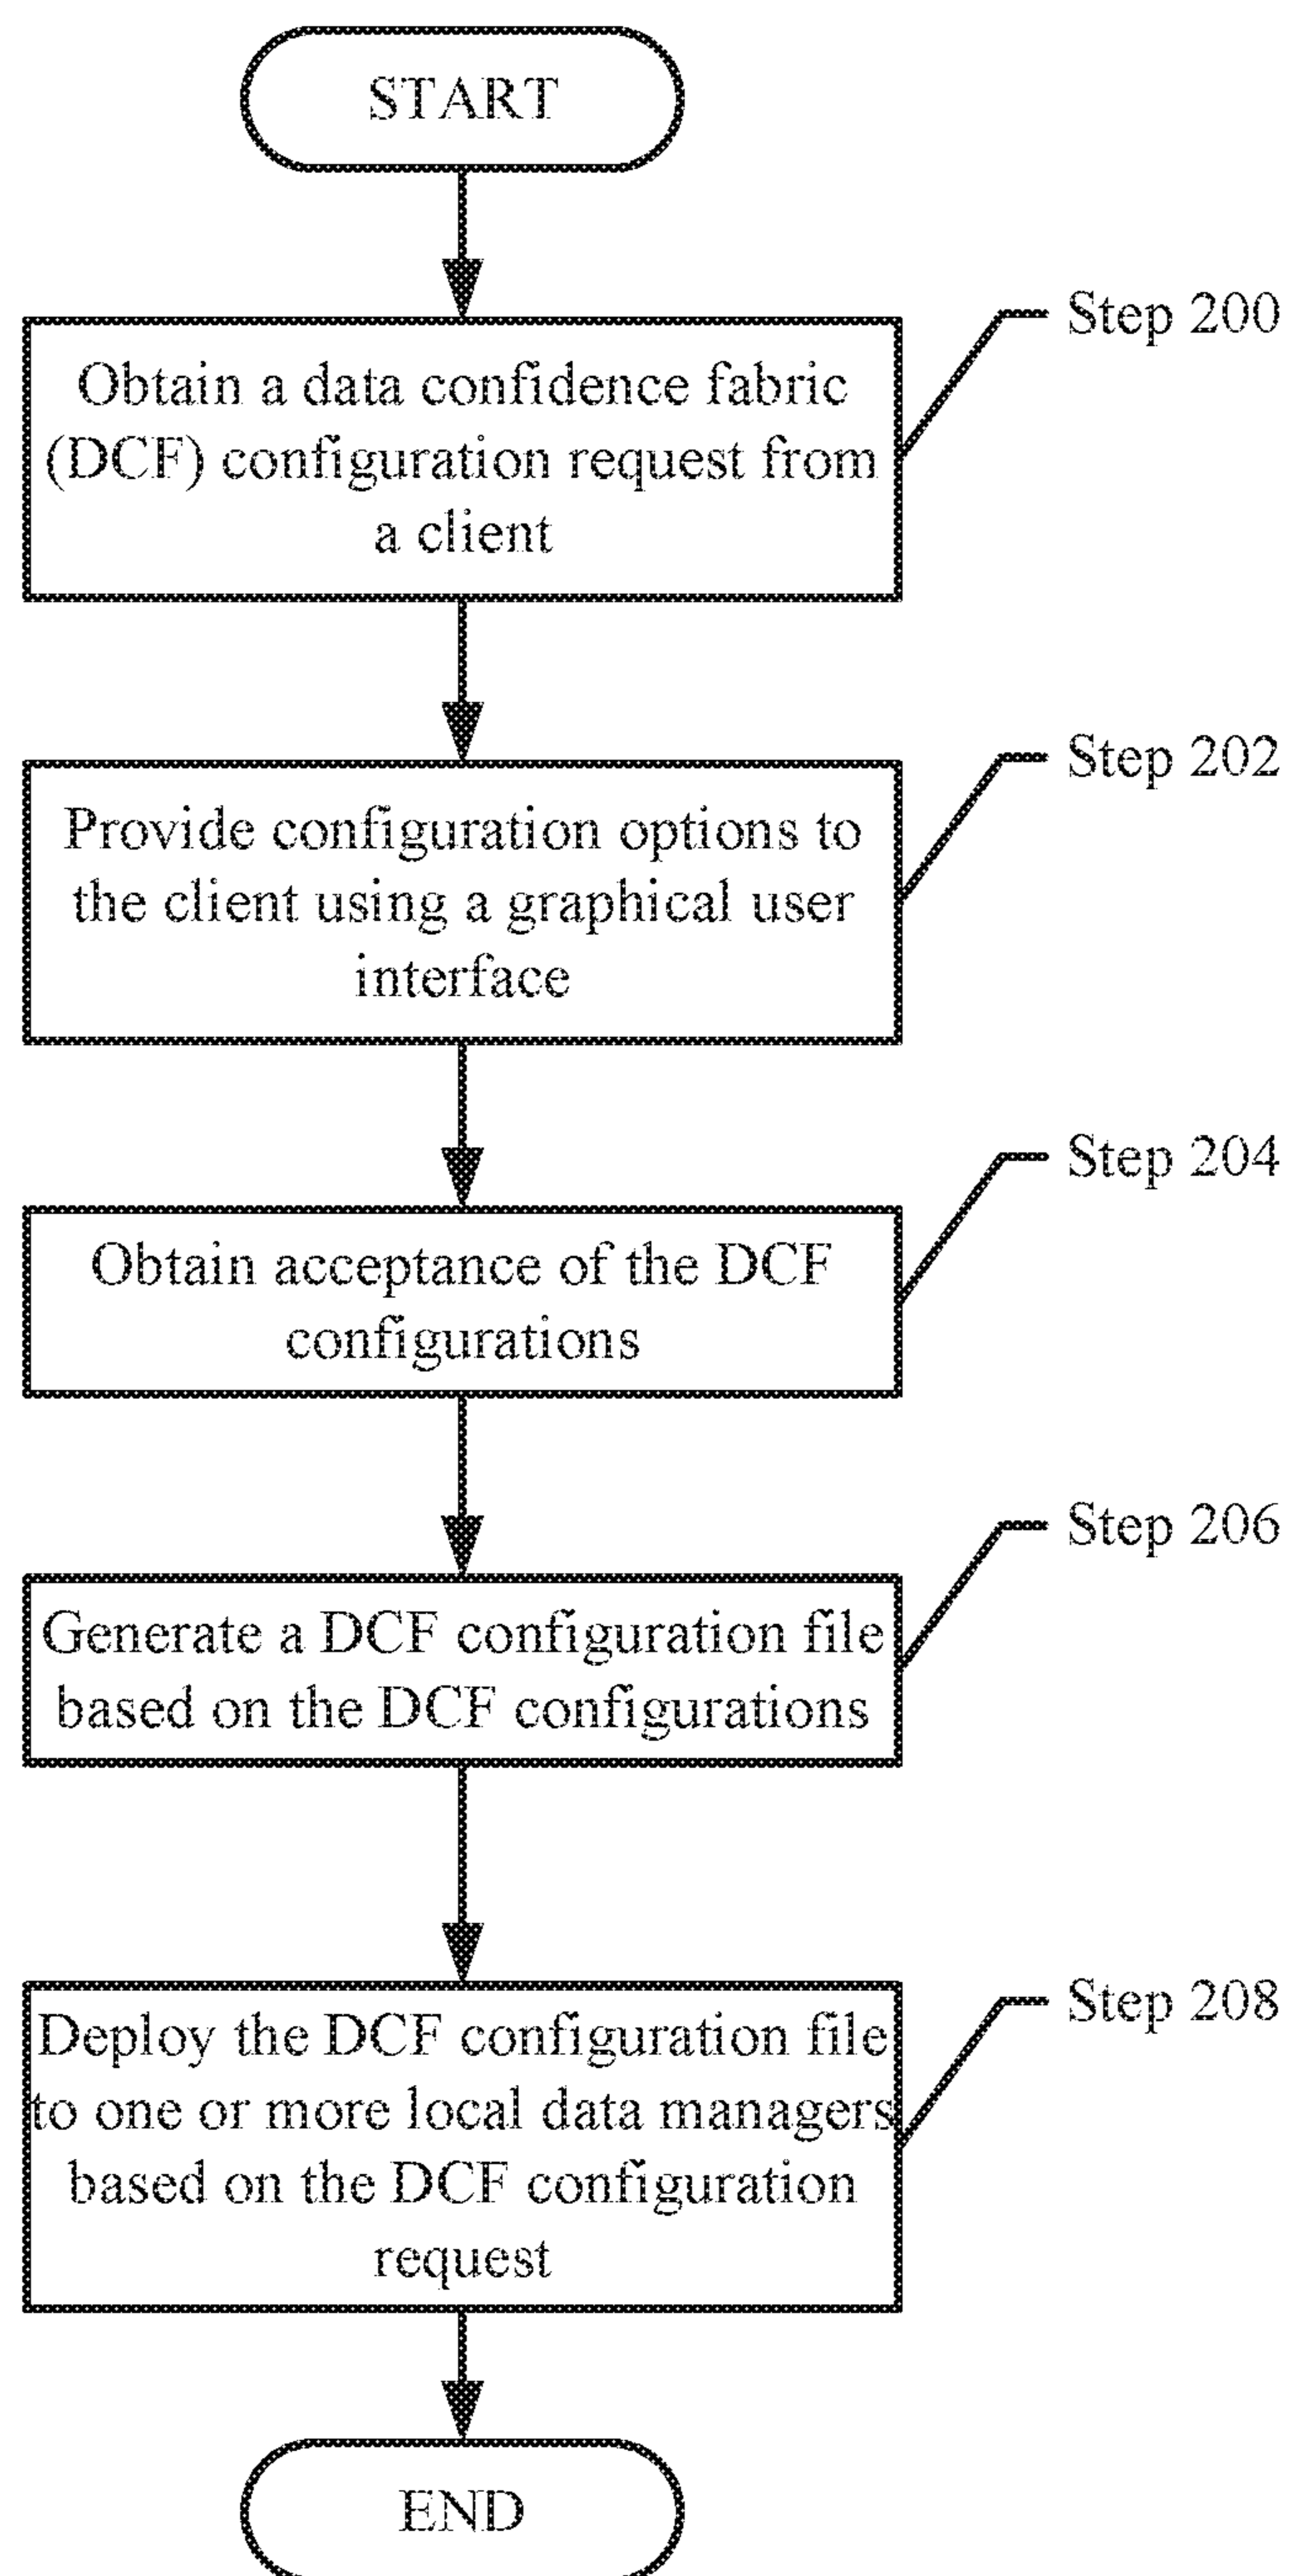 START
Step 200
Obtain a data confidence fabric
(DCF) configuration request from
a client
Step 202
Provide configuration options to
the client using a graphical user
interface
Step 204
Obtain acceptance of the DCF
configurations
Step 206
Generate a DCF configuration file
based on the DCF configurations
Step 208
Deploy the DCF configuration file
to one or more local data managers
based on the DCF configuration
request
END